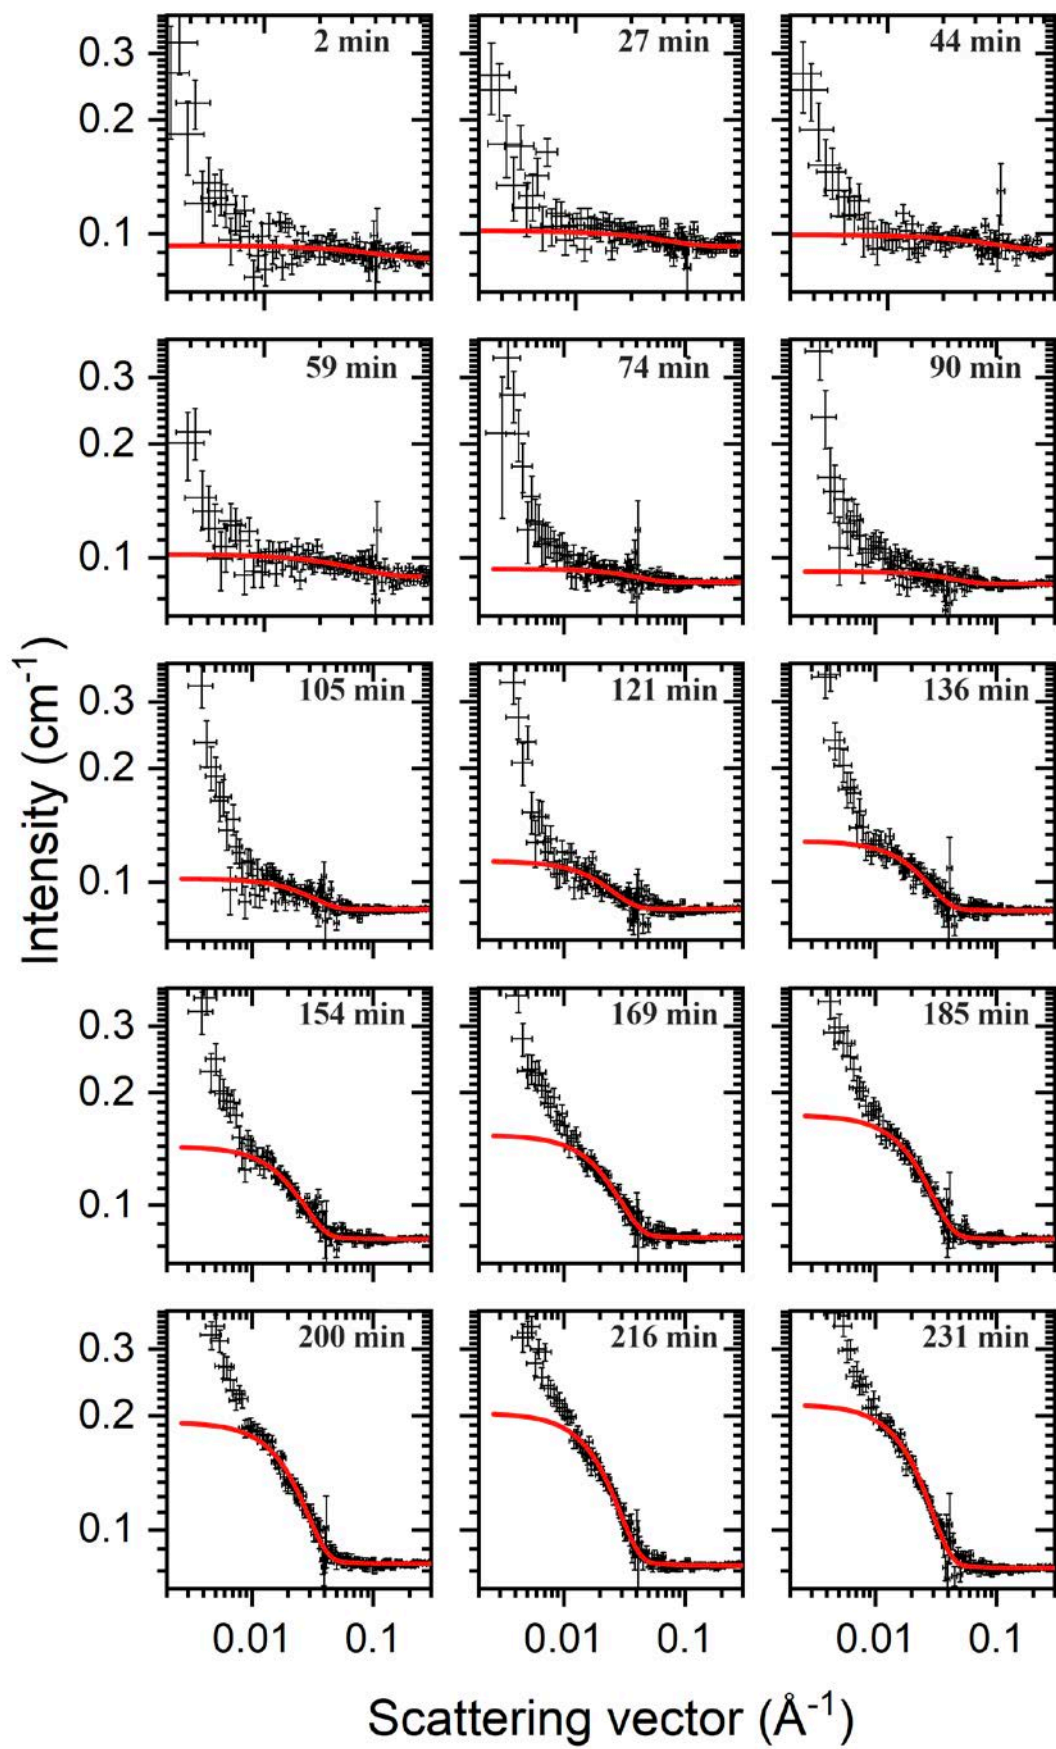 2 min
27 min
44 min
0.3
0.2
0.1
59 min
74 min
90 min
0.3
0.2
0.1
105 min
121 min
136 min
0.3
0.2
0.1
154 min
169 min
185 min
0.3
0.2
0.1
200 min
216 min
231 min
0.3
0.2
0.1
Intensity (cm⁻¹)
0.01 0.1 0.01 0.1 0.01 0.1
Scattering vector (Å⁻¹)